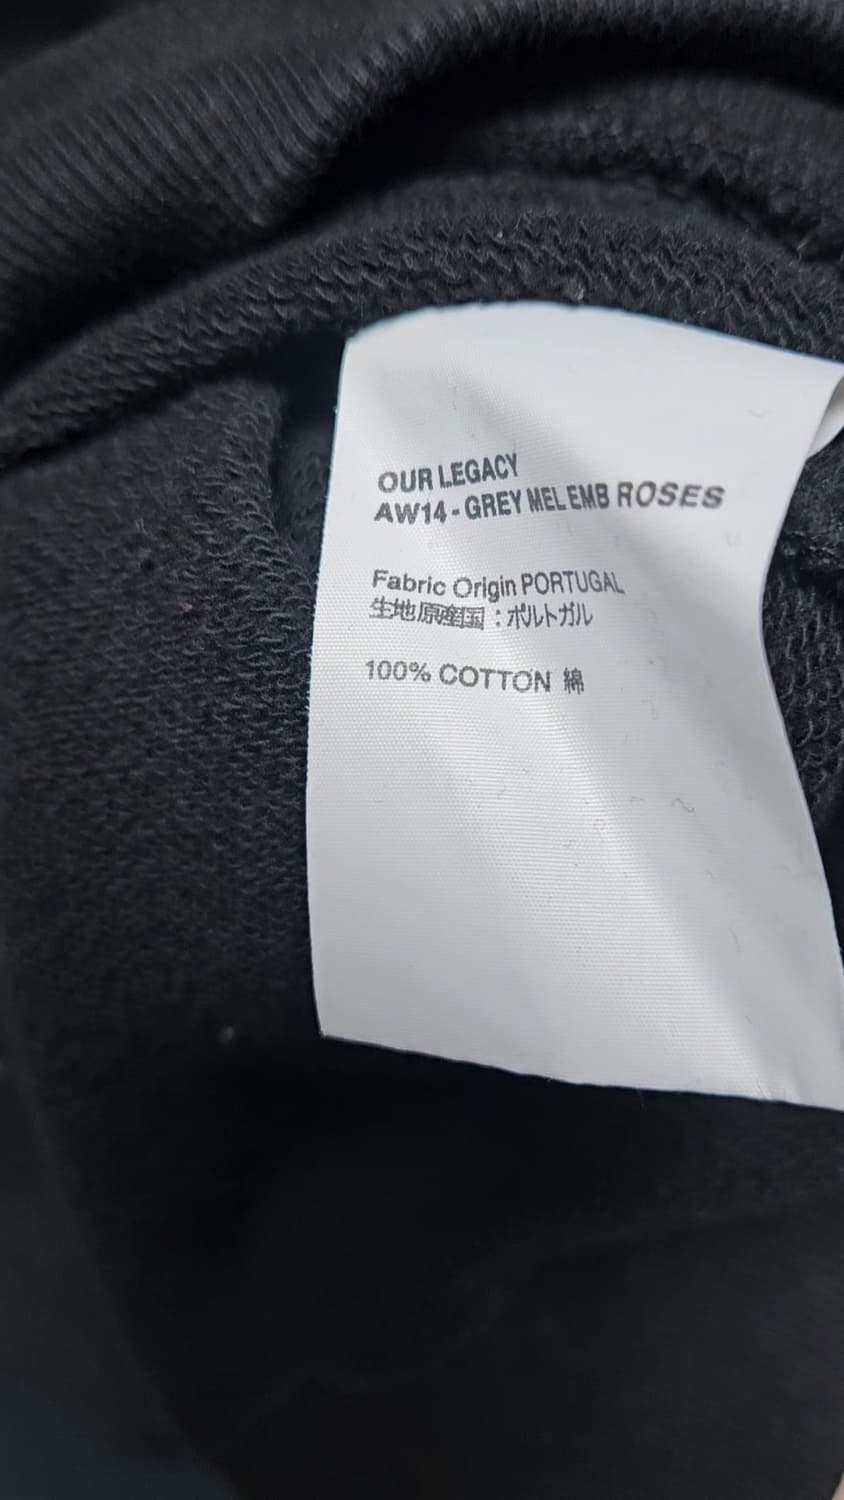 OUR LEGACY
AW14 - GREY MEL EMB ROSES
Fabric Origin PORTUGAL
生地原産国 : ポルトガル
100% COTTON 綿